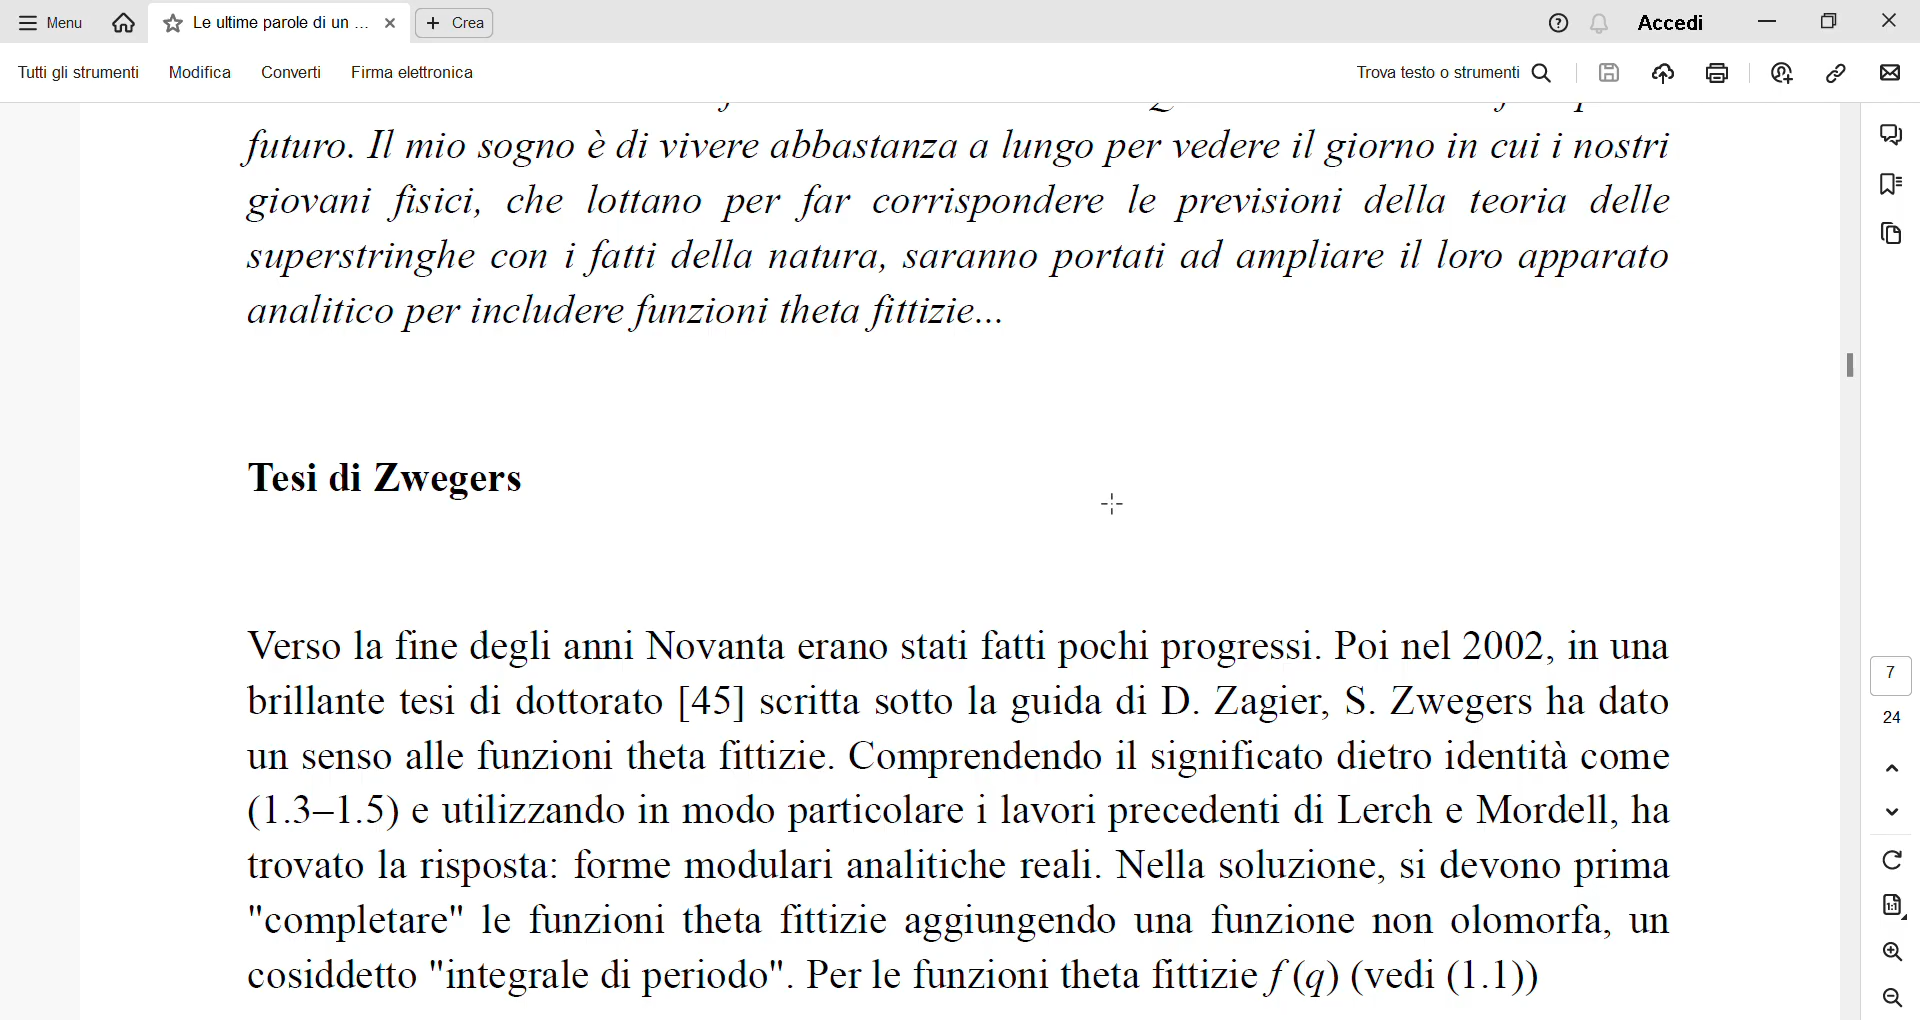 Menu
Le ultime parole di un ...
Crea
Accedi
Tutti gli strumenti
Modifica
Converti
Firma elettronica
Trova testo o strumenti
futuro. Il mio sogno è di vivere abbastanza a lungo per vedere il giorno in cui i nostri
giovani fisici, che lottano per far corrispondere le previsioni della teoria delle
superstringhe con i fatti della natura, saranno portati ad ampliare il loro apparato
analitico per includere funzioni theta fittizie...
Tesi di Zwegers
Verso la fine degli anni Novanta erano stati fatti pochi progressi. Poi nel 2002, in una
brillante tesi di dottorato [45] scritta sotto la guida di D. Zagier, S. Zwegers ha dato
un senso alle funzioni theta fittizie. Comprendendo il significato dietro identità come
(1.3–1.5) e utilizzando in modo particolare i lavori precedenti di Lerch e Mordell, ha
trovato la risposta: forme modulari analitiche reali. Nella soluzione, si devono prima
"completare" le funzioni theta fittizie aggiungendo una funzione non olomorfa, un
cosiddetto "integrale di periodo". Per le funzioni theta fittizie f (q) (vedi (1.1))
7
24